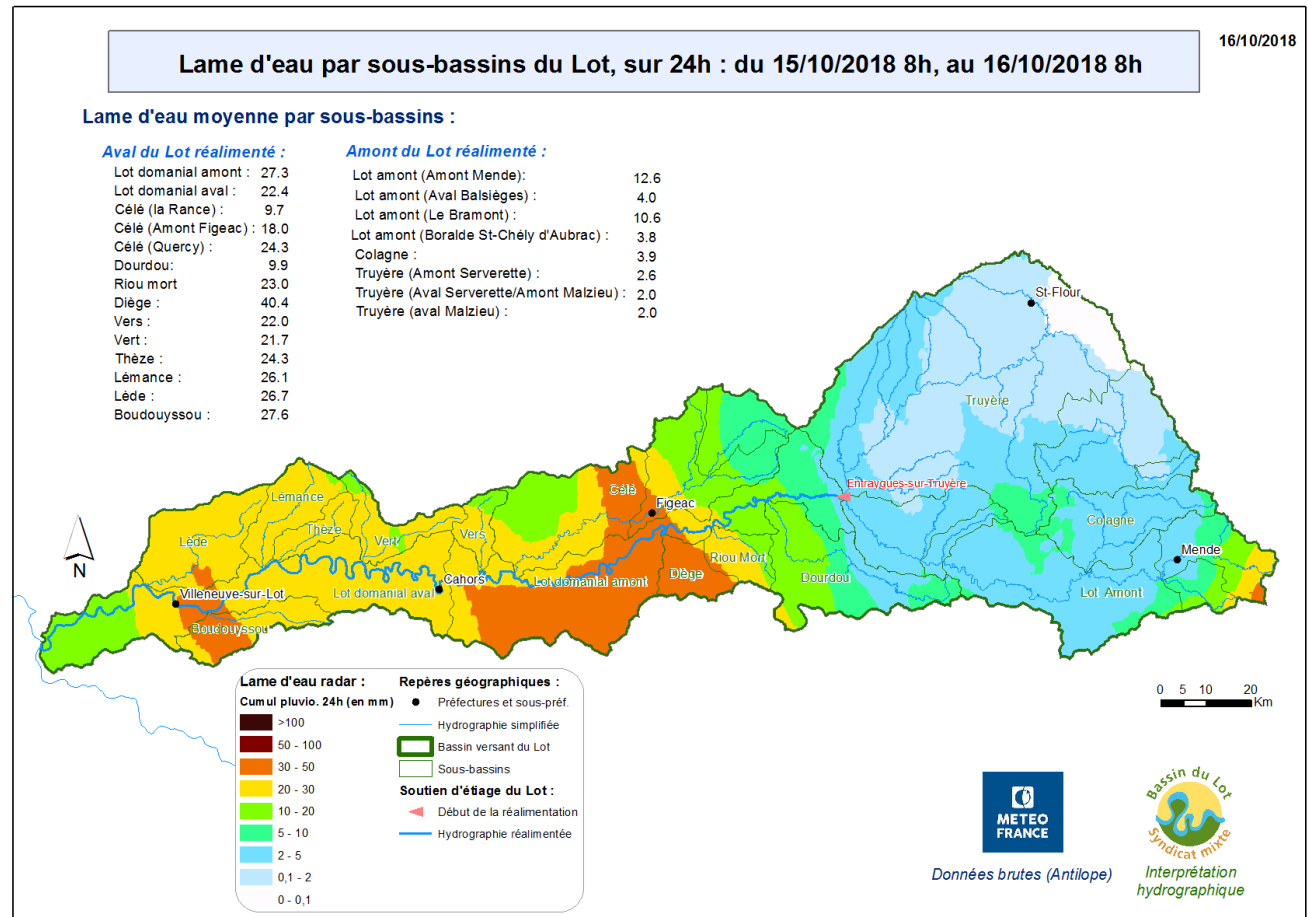 16/10/2018
Lame d'eau par sous-bassins du Lot, sur 24h : du 15/10/2018 8h, au 16/10/2018 8h
Lame d'eau moyenne par sous-bassins :
Aval du Lot réalimenté :
Lot domanial amont : 27.3
Lot domanial aval : 22.4
Célé (la Rance) : 9.7
Célé (Amont Figeac) : 18.0
Célé (Quercy) : 24.3
Dourdou: 9.9
Riou mort 23.0
Diège : 40.4
Vers : 22.0
Vert : 21.7
Thèze : 24.3
Lémance : 26.1
Lède : 26.7
Boudouyssou : 27.6
Amont du Lot réalimenté :
Lot amont (Amont Mende): 12.6
Lot amont (Aval Balsièges) : 4.0
Lot amont (Le Bramont) : 10.6
Lot amont (Boralde St-Chély d'Aubrac) : 3.8
Colagne : 3.9
Truyère (Amont Serverette) : 2.6
Truyère (Aval Serverette/Amont Malzieu) : 2.0
Truyère (aval Malzieu) : 2.0
St-Flour
Truyère
Entraygues-sur-Truyère
Célé
Figeac
Lémance
Colagne
Thèze
Vers
Vert
Lède
Mende
Riou Mort
N
Diège
Dourdou
Cahors
Lot domanial amont
Villeneuve-sur-Lot
Lot domanial aval
Lot Amont
Boudouyssou
Lame d'eau radar :
Cumul pluvio. 24h (en mm)
>100
50 - 100
30 - 50
20 - 30
10 - 20
5 - 10
2 - 5
0,1 - 2
0 - 0,1
Repères géographiques :
Préfectures et sous-préf.
Hydrographie simplifiée
Bassin versant du Lot
Sous-bassins
Soutien d'étiage du Lot :
Début de la réalimentation
Hydrographie réalimentée
0 5 10 20
Km
METEO
FRANCE
Données brutes (Antilope)
Bassin du Lot
Syndicat mixte
Interprétation
hydrographique